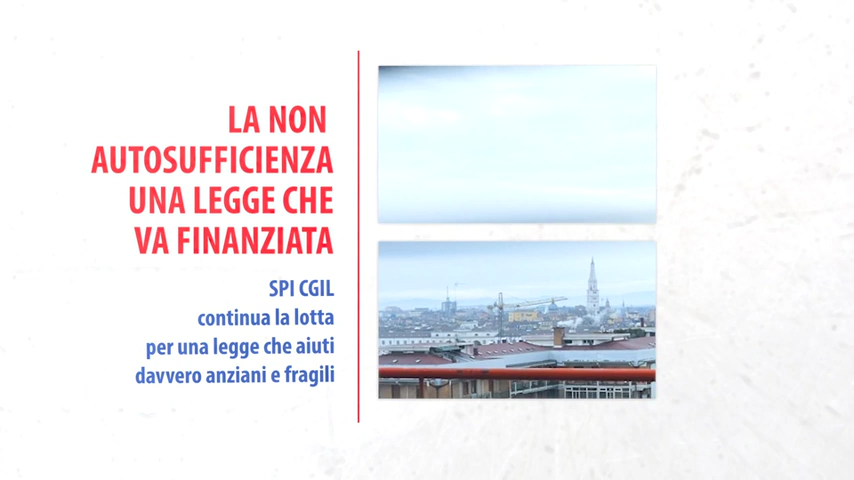 LA NON
AUTOSUFFICIENZA
UNA LEGGE CHE
VA FINANZIATA
SPI CGIL
continua la lotta
per una legge che aiuti
davvero anziani e fragili